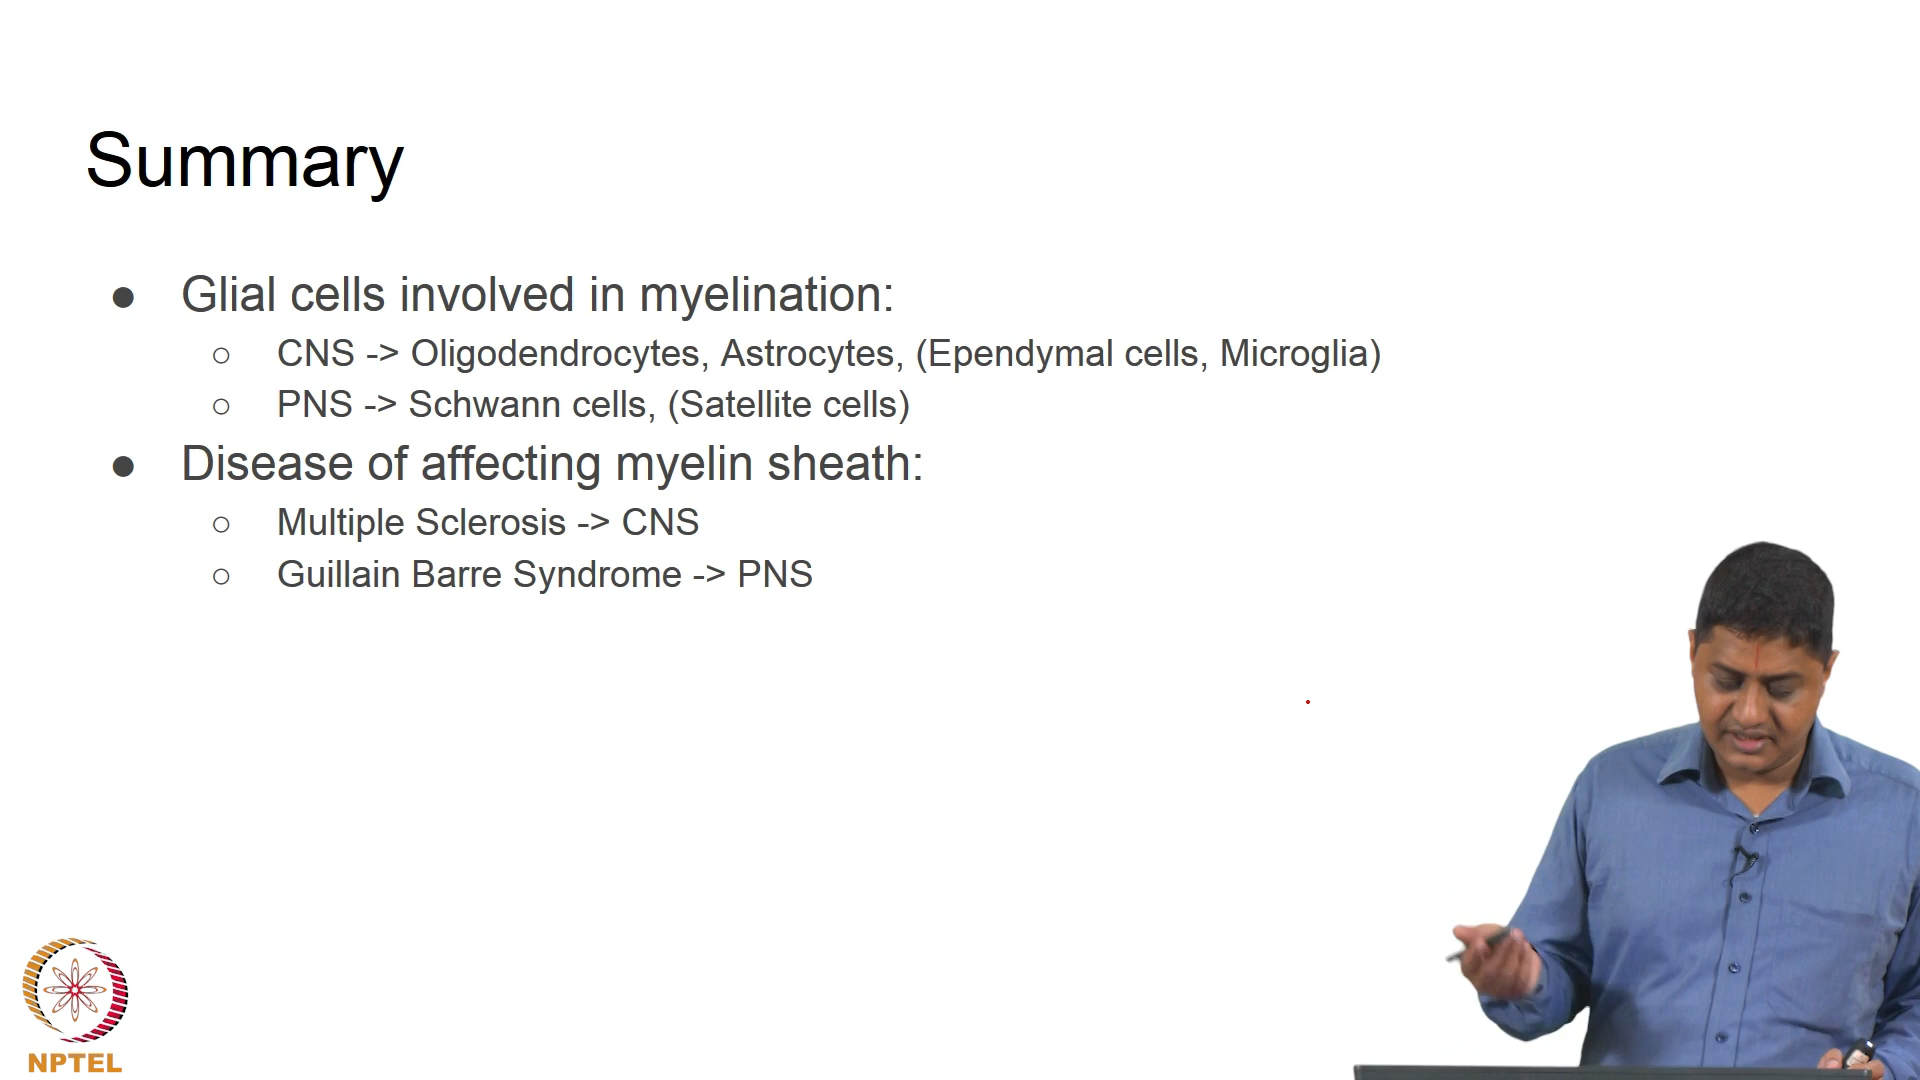 Summary
● Glial cells involved in myelination:
○ CNS -> Oligodendrocytes, Astrocytes, (Ependymal cells, Microglia)
○ PNS -> Schwann cells, (Satellite cells)
● Disease of affecting myelin sheath:
○ Multiple Sclerosis -> CNS
○ Guillain Barre Syndrome -> PNS
NPTEL